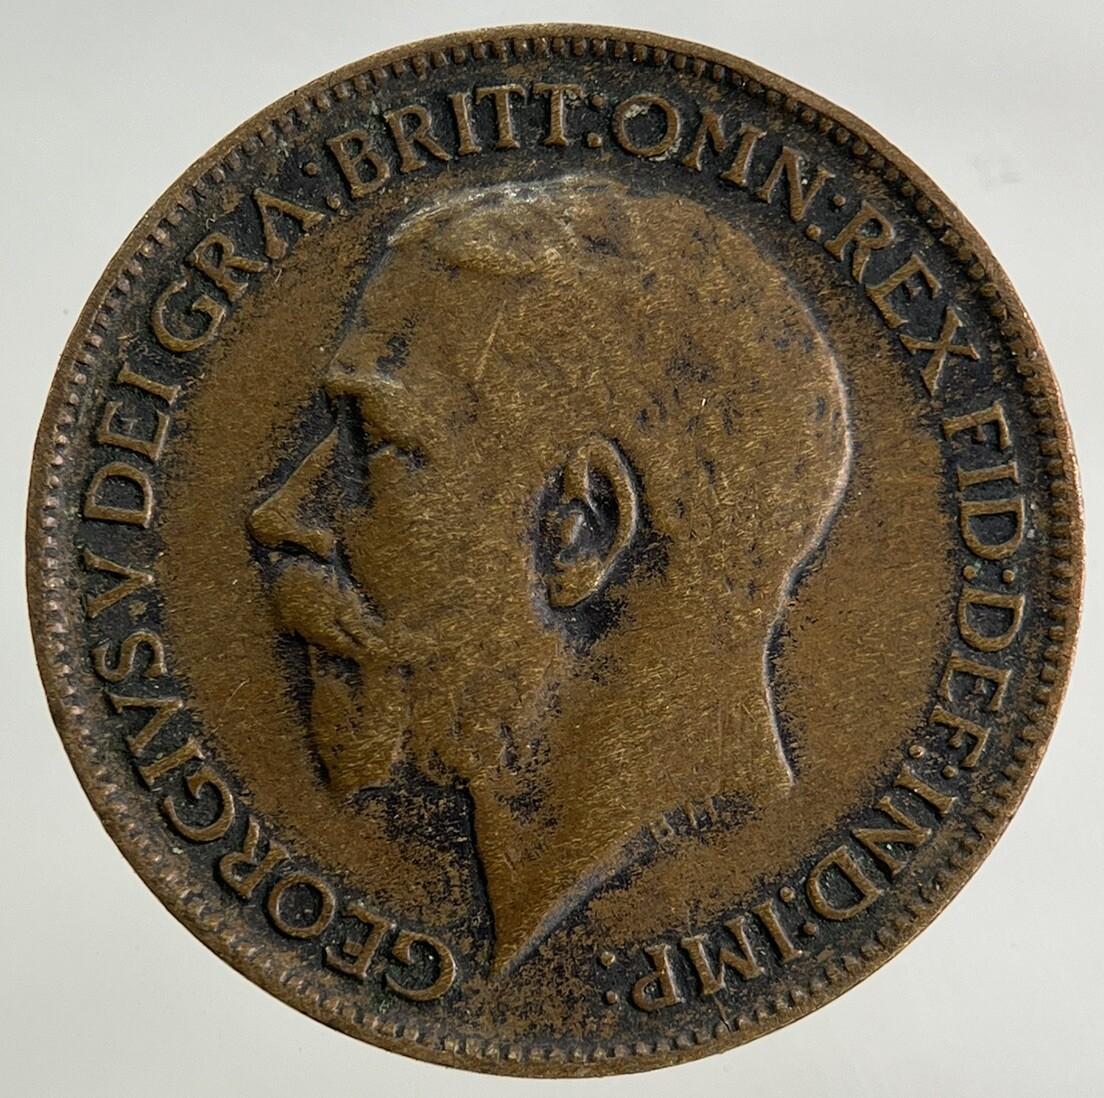 GEORGIVS V DEI GRA: BRITT: OMN: REX FID: DEF: IND: IMP: